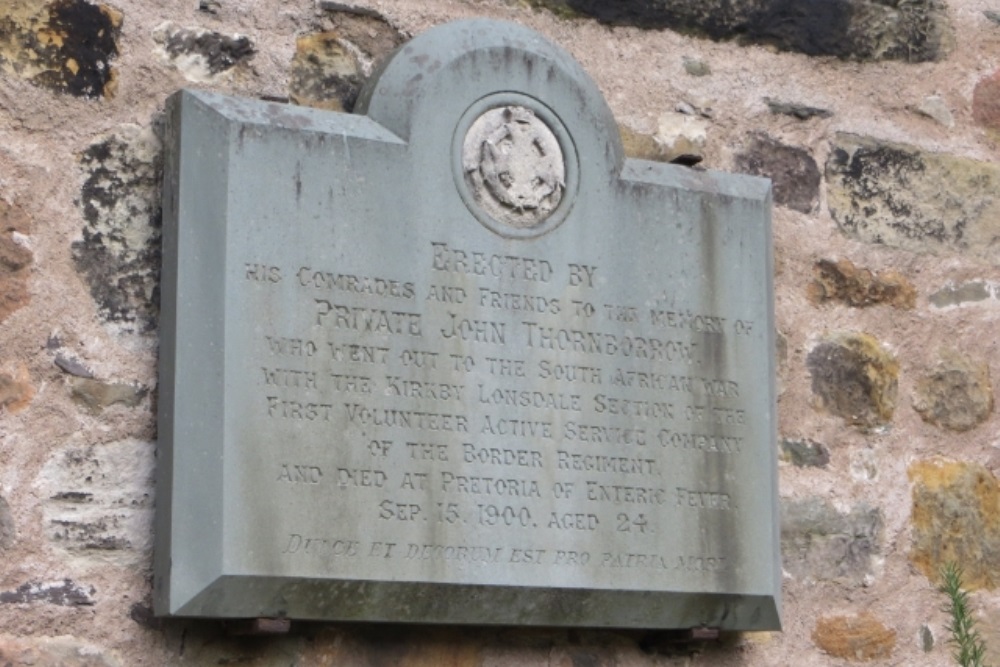 ERECTED BY
HIS COMRADES AND FRIENDS TO THE MEMORY OF
PRIVATE JOHN THORNBORROW.
WHO WENT OUT TO THE SOUTH AFRICAN WAR
WITH THE KIRKBY LONSDALE SECTION OF THE
FIRST VOLUNTEER ACTIVE SERVICE COMPANY
OF THE BORDER REGIMENT.
AND DIED AT PRETORIA OF ENTERIC FEVER.
SEP. 15. 1900. AGED 24.
DULCE ET DECORUM EST PRO PATRIA MORI